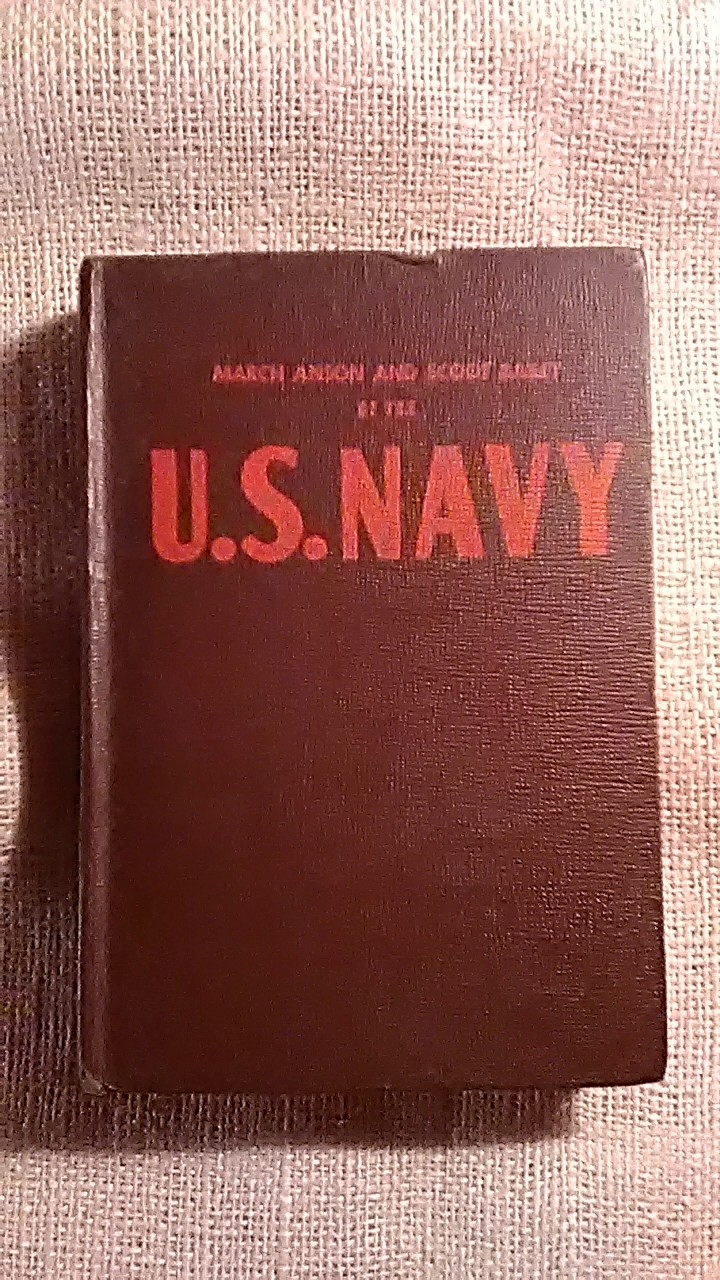 MARCH ANSON AND SCOOT BAILEY
OF THE
U.S. NAVY